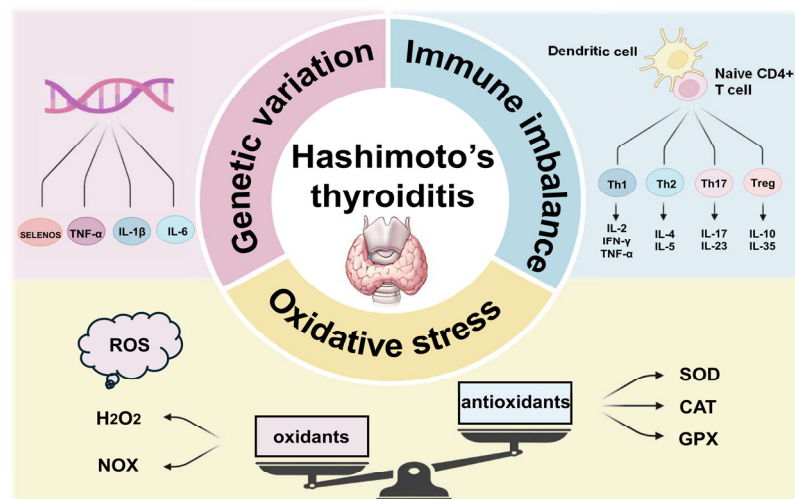 Genetic variation
Immune imbalance
Oxidative stress
Hashimoto's
thyroiditis
SELENOS
TNF-α
IL-1β
IL-6
Dendritic cell
Naive CD4+
T cell
Th1
Th2
Th17
Treg
IL-2
IFN-γ
TNF-α
IL-4
IL-5
IL-17
IL-23
IL-10
IL-35
ROS
H2O2
NOX
oxidants
antioxidants
SOD
CAT
GPX